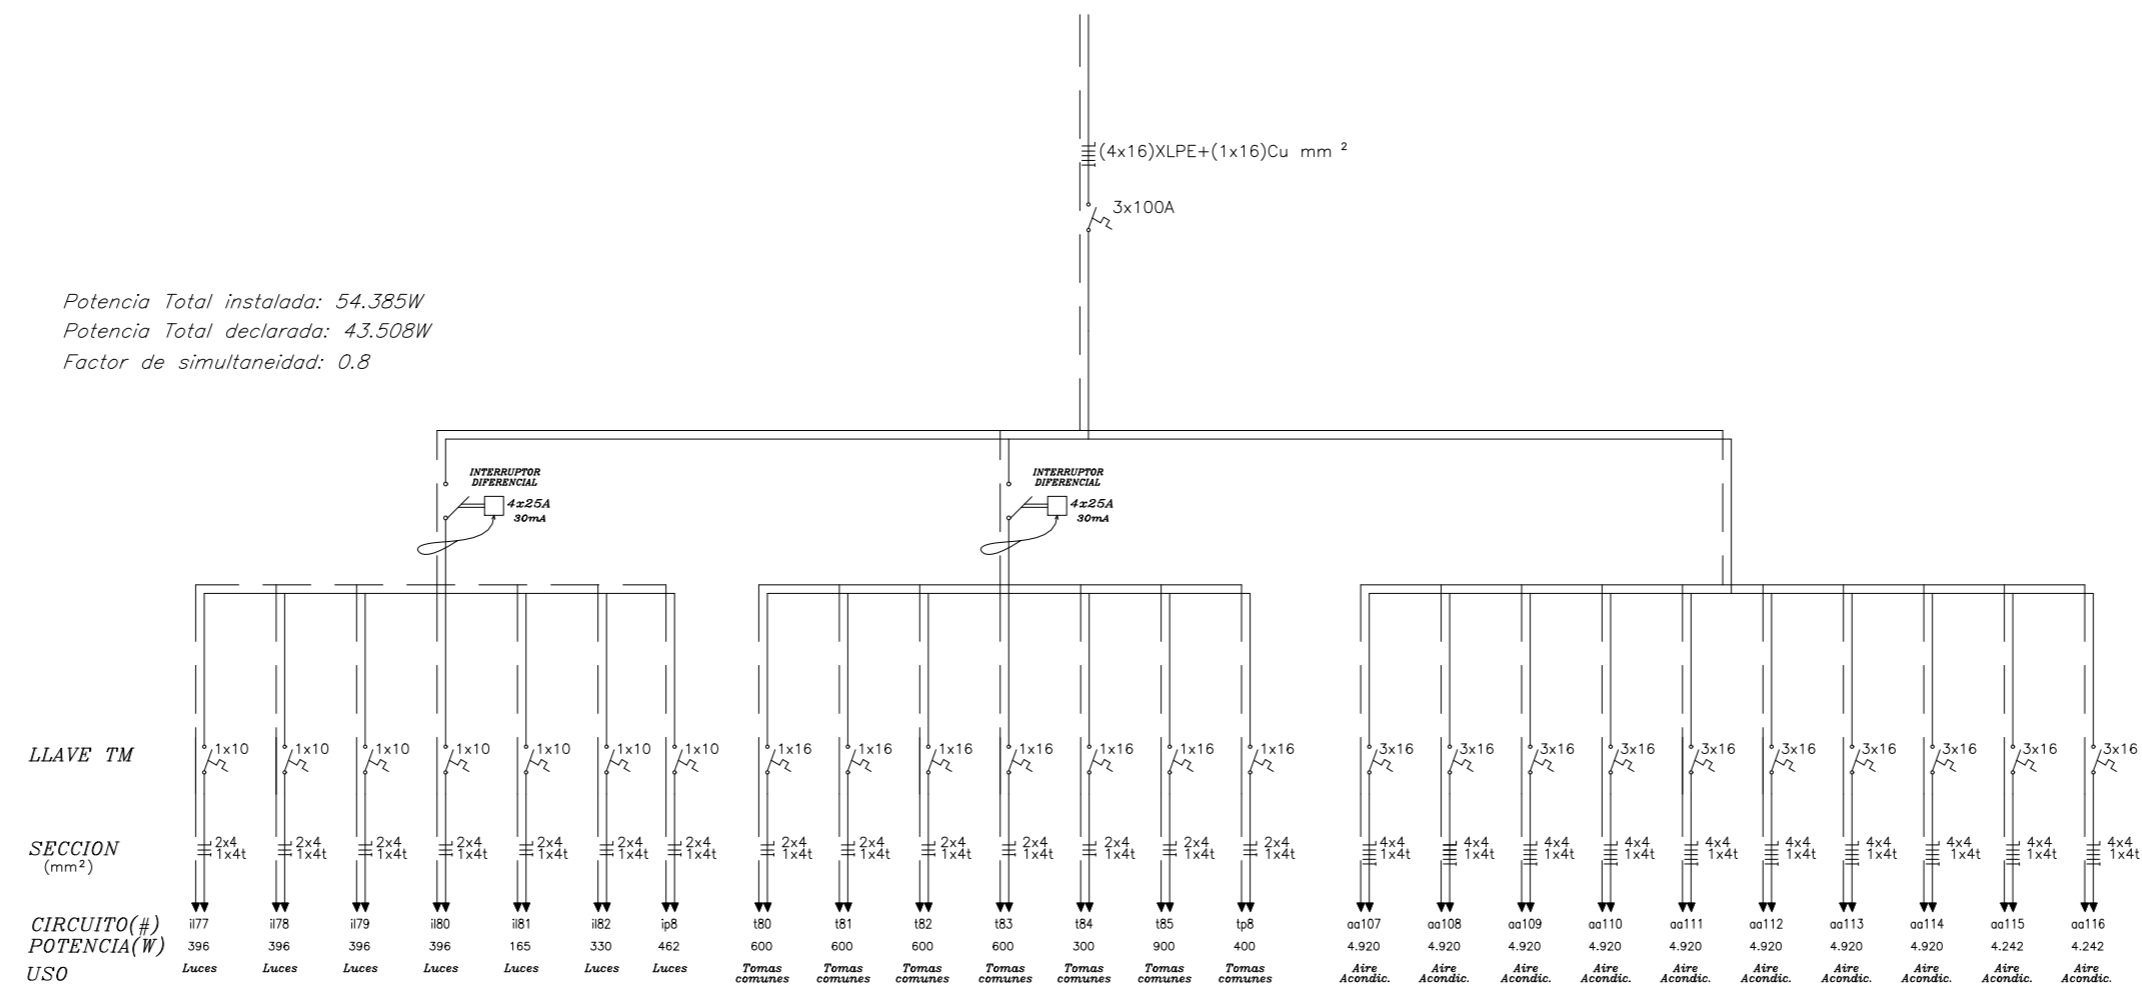 (4x16)XLPE+(1x16)Cu mm ²
3x100A
Potencia Total instalada: 54.385W
Potencia Total declarada: 43.508W
Factor de simultaneidad: 0.8
INTERRUPTOR
DIFERENCIAL
4x25A
30mA
INTERRUPTOR
DIFERENCIAL
4x25A
30mA
LLAVE TM 1x10 1x10 1x10 1x10 1x10 1x10 1x10 1x16 1x16 1x16 1x16 1x16 1x16 1x16 3x16 3x16 3x16 3x16 3x16 3x16 3x16 3x16 3x16 3x16
2x4 2x4 2x4 2x4 2x4 2x4 2x4 2x4 2x4 2x4 2x4 2x4 2x4 2x4 4x4 4x4 4x4 4x4 4x4 4x4 4x4 4x4 4x4 4x4
SECCION 1x4t 1x4t 1x4t 1x4t 1x4t 1x4t 1x4t 1x4t 1x4t 1x4t 1x4t 1x4t 1x4t 1x4t 1x4t 1x4t 1x4t 1x4t 1x4t 1x4t 1x4t 1x4t 1x4t 1x4t
(mm²)
CIRCUITO(#) il77 il78 il79 il80 il81 il82 ip8 t80 t81 t82 t83 t84 t85 tp8 aa107 aa108 aa109 aa110 aa111 aa112 aa113 aa114 aa115 aa116
POTENCIA(W) 396 396 396 396 165 330 462 600 600 600 600 300 900 400 4.920 4.920 4.920 4.920 4.920 4.920 4.920 4.920 4.242 4.242
USO Luces Luces Luces Luces Luces Luces Luces Tomas Tomas Tomas Tomas Tomas Tomas Tomas Aire Aire Aire Aire Aire Aire Aire Aire Aire Aire
comunes comunes comunes comunes comunes comunes comunes Acondic. Acondic. Acondic. Acondic. Acondic. Acondic. Acondic. Acondic. Acondic. Acondic.